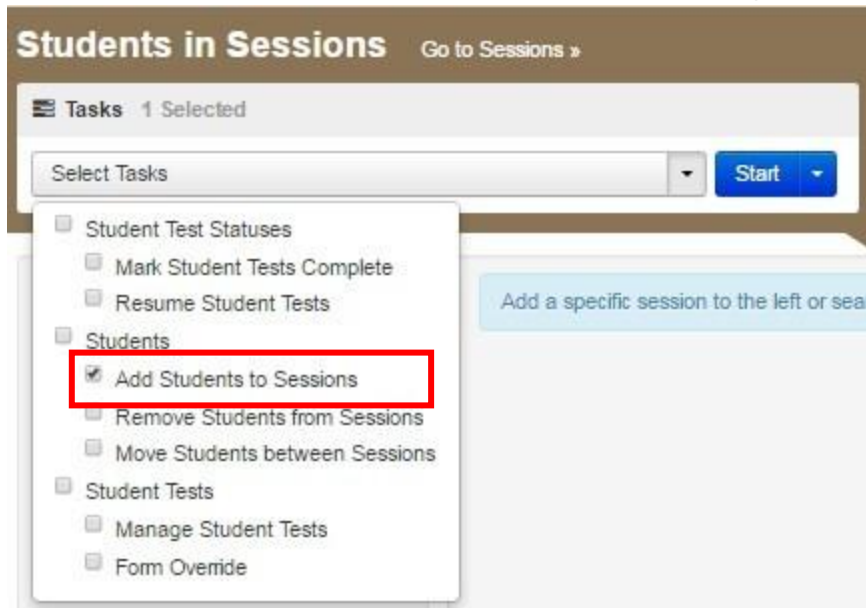 Students in Sessions Go to Sessions »
Tasks 1 Selected
Select Tasks Start
Student Test Statuses
Mark Student Tests Complete
Resume Student Tests
Add a specific session to the left or sea
Students
Add Students to Sessions
Remove Students from Sessions
Move Students between Sessions
Student Tests
Manage Student Tests
Form Override